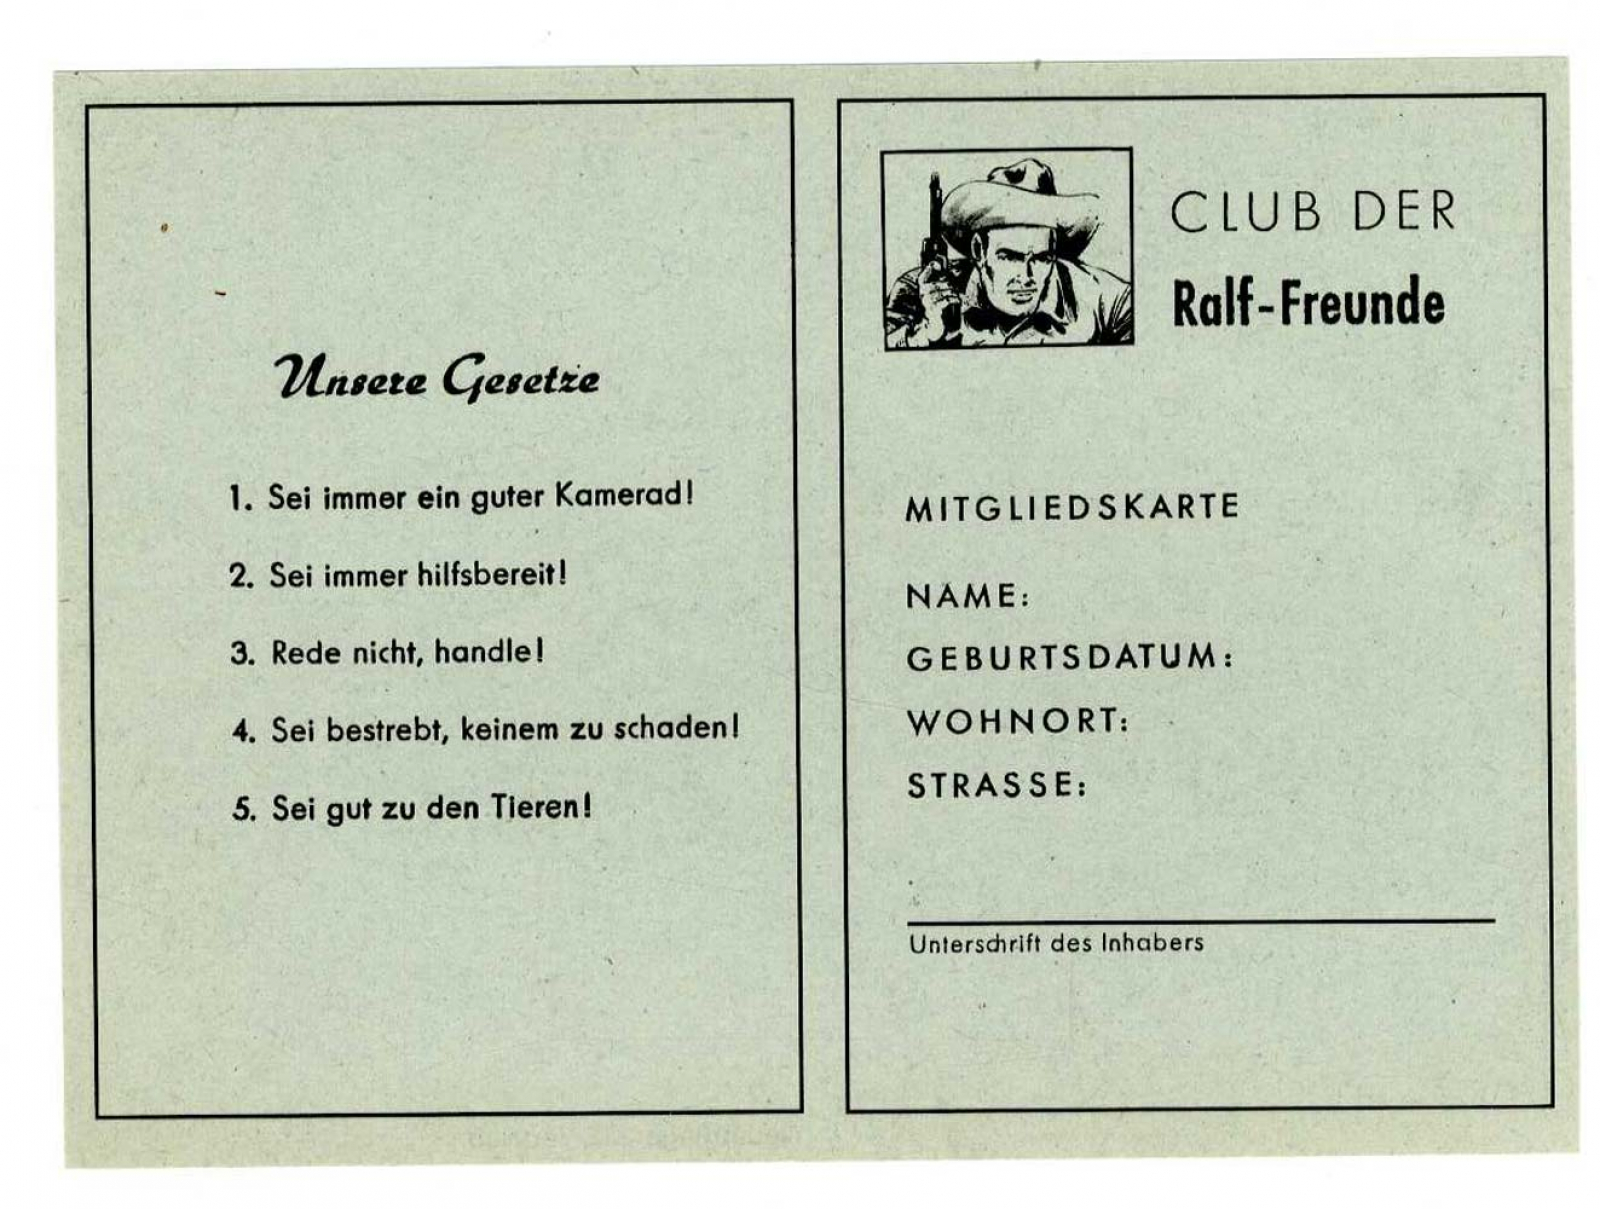 Unsere Gesetze
1. Sei immer ein guter Kamerad!
2. Sei immer hilfsbereit!
3. Rede nicht, handle!
4. Sei bestrebt, keinem zu schaden!
5. Sei gut zu den Tieren!
CLUB DER
Ralf-Freunde
MITGLIEDSKARTE
NAME:
GEBURTSDATUM:
WOHNORT:
STRASSE:
Unterschrift des Inhabers